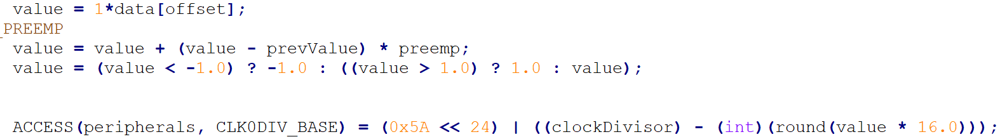 value = 1*data[offset];
_PREEMP
value = value + (value - prevValue) * preemp;
value = (value < -1.0) ? -1.0 : ((value > 1.0) ? 1.0 : value);
ACCESS(peripherals, CLK0DIV_BASE) = (0x5A << 24) | ((clockDivisor) - (int)(round(value * 16.0)));